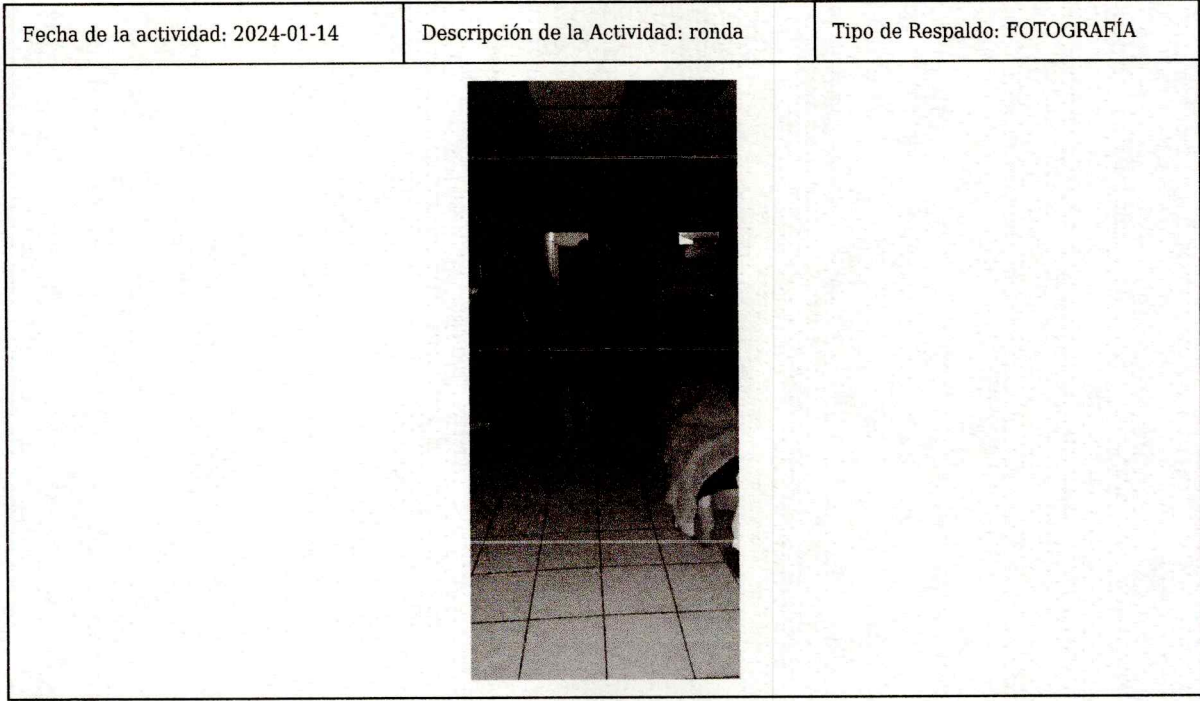 Fecha de la actividad: 2024-01-14
Descripción de la Actividad: ronda
Tipo de Respaldo: FOTOGRAFÍA